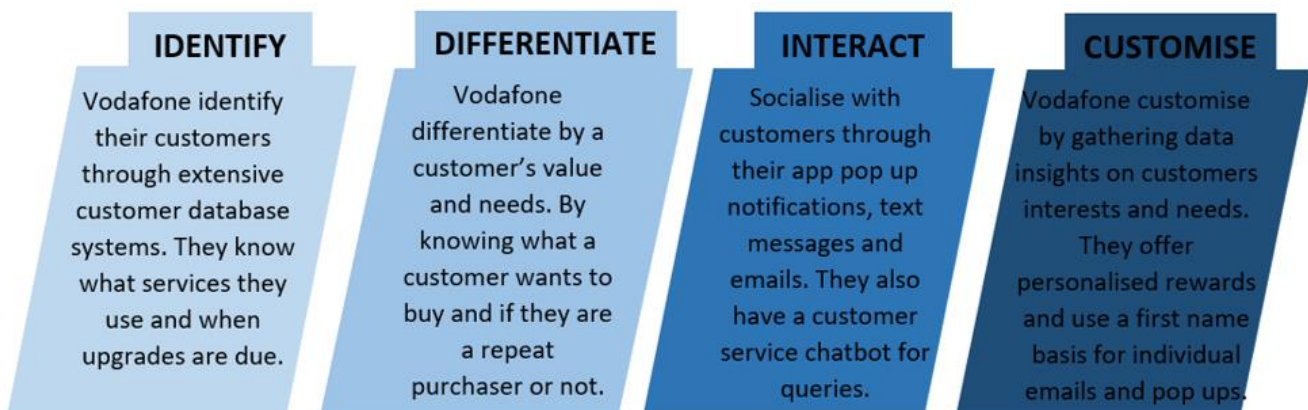 IDENTIFY
Vodafone identify
their customers
through extensive
customer database
systems. They know
what services they
use and when
upgrades are due.
DIFFERENTIATE
Vodafone
differentiate by a
customer’s value
and needs. By
knowing what a
customer wants to
buy and if they are
a repeat
purchaser or not.
INTERACT
Socialise with
customers through
their app pop up
notifications, text
messages and
emails. They also
have a customer
service chatbot for
queries.
CUSTOMISE
Vodafone customise
by gathering data
insights on customers
interests and needs.
They offer
personalised rewards
and use a first name
basis for individual
emails and pop ups.